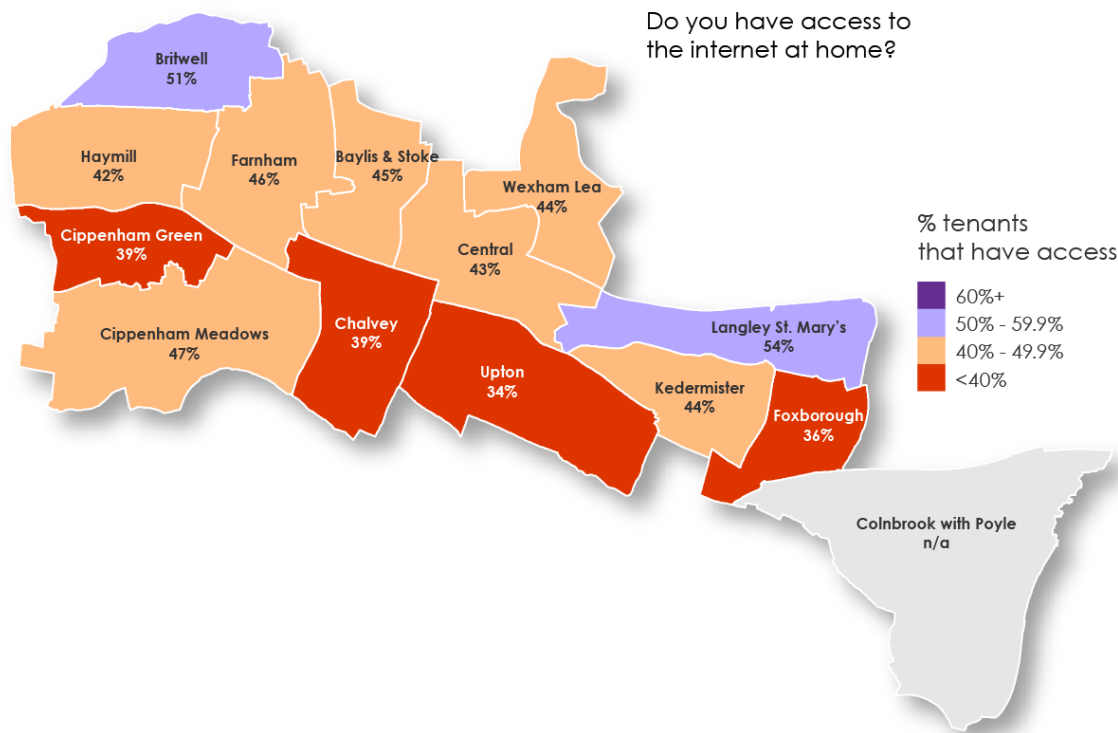 Do you have access to
the internet at home?
Britwell
51%
Haymill
42%
Farnham
46%
Baylis & Stoke
45%
Wexham Lea
44%
Cippenham Green
39%
Central
43%
Cippenham Meadows
47%
Chalvey
39%
Upton
34%
Langley St. Mary's
54%
Kedermister
44%
Foxborough
36%
Colnbrook with Poyle
n/a
% tenants
that have access
60%+
50% - 59.9%
40% - 49.9%
<40%